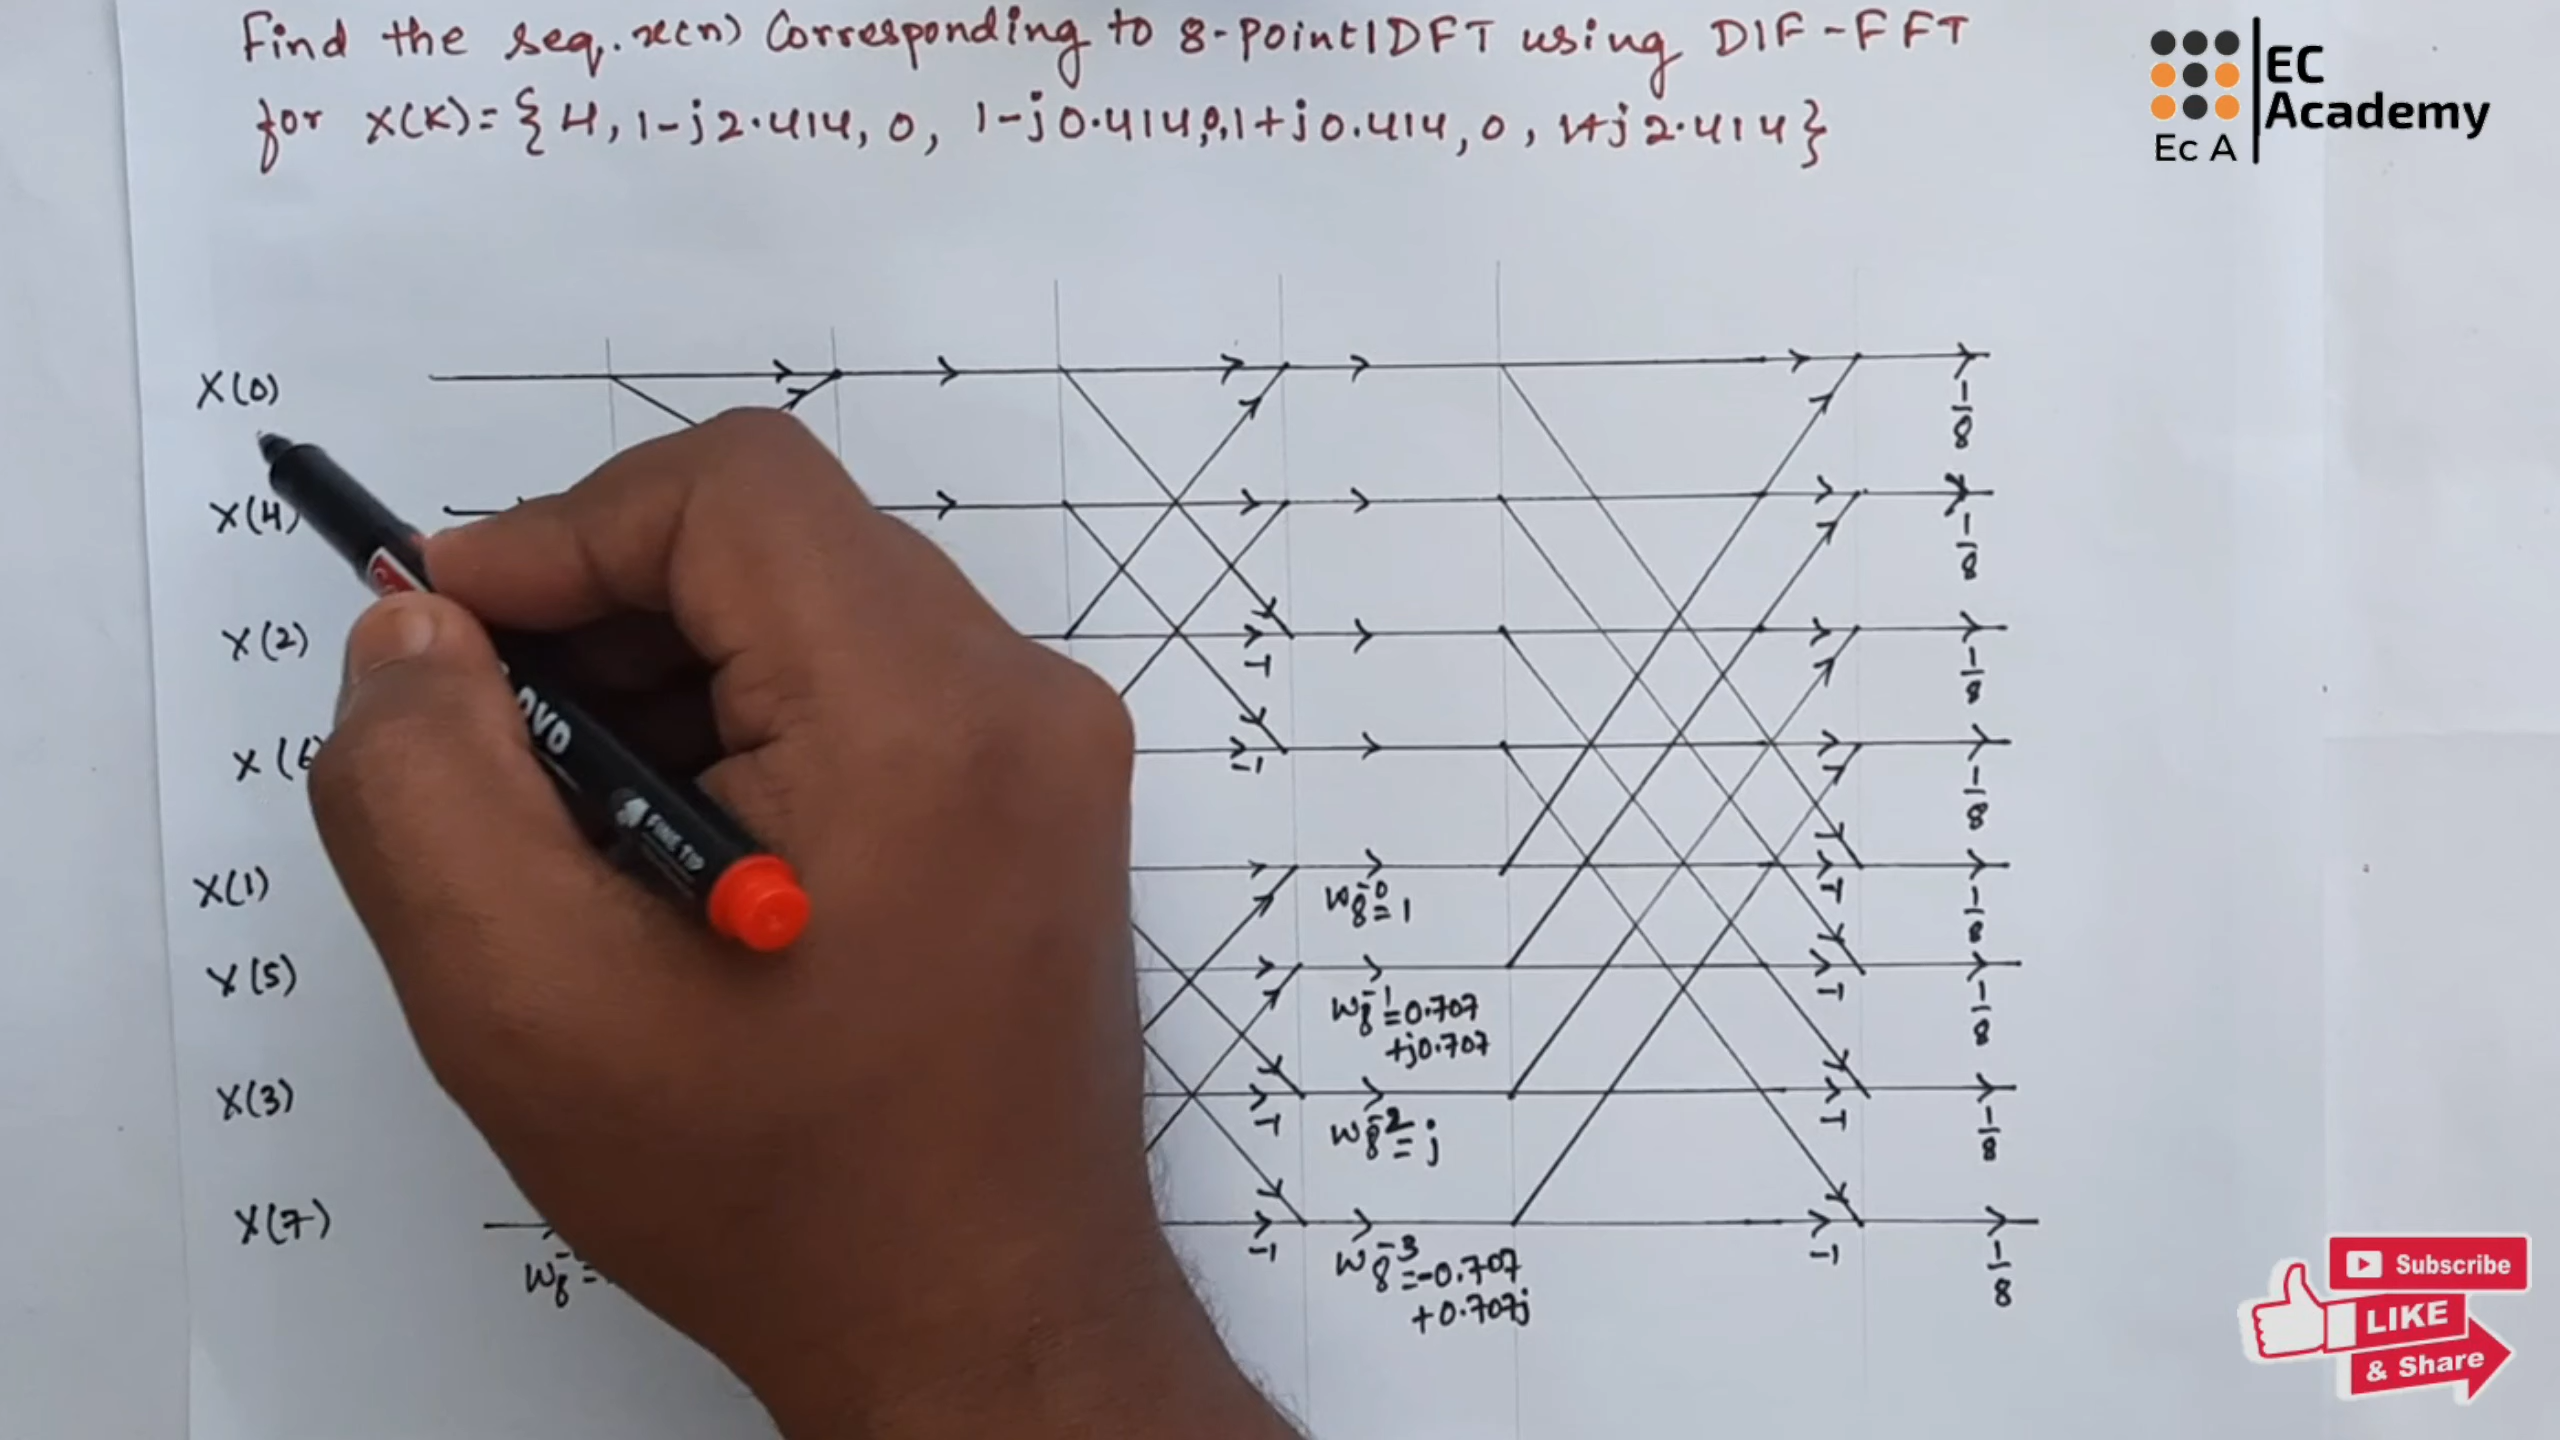 Find the seq. x(n) Corresponding to 8-point IDFT using DIF-FFT
for X(K)={4, 1-j2.414, 0, 1-j0.414, 0, 1+j0.414, 0, 1+j2.414}
EC
Academy
Ec A
X(0)
1/8
X(4)
1/8
X(2)
-1
1/8
-1
1/8
X(1)
W8^-0=1
-1
1/8
X(5)
W8^-1=0.707
+j0.707
-1
1/8
X(3)
-1
W8^-2=j
-1
1/8
X(7)
-1
W8^-3=-0.707
+0.707j
-1
1/8
OVO
FINE TIP
Subscribe
LIKE
& Share